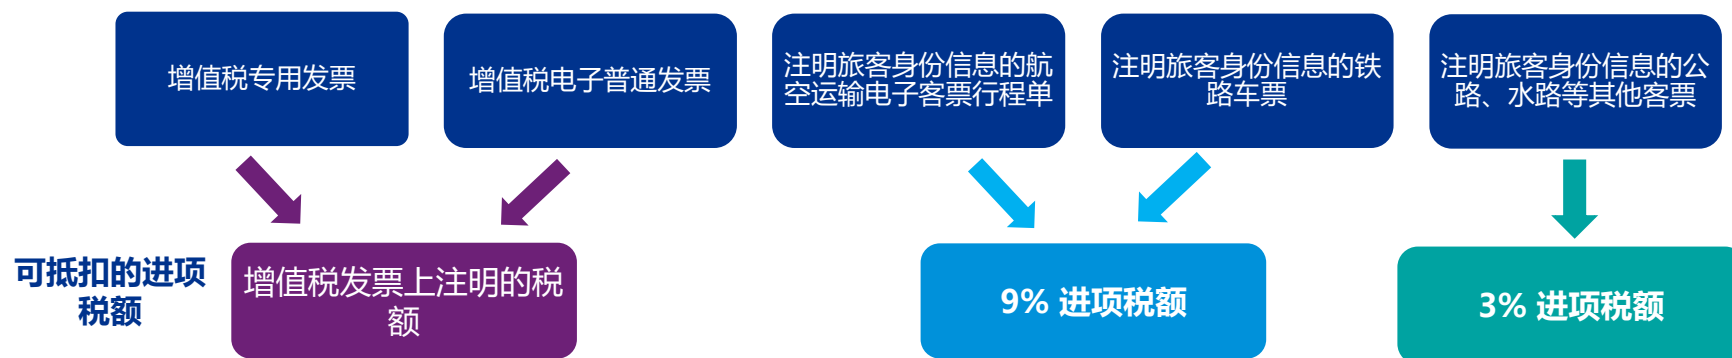 增值税专用发票
增值税电子普通发票
注明旅客身份信息的航
空运输电子客票行程单
注明旅客身份信息的铁
路车票
注明旅客身份信息的公
路、水路等其他客票
可抵扣的进项
税额
增值税发票上注明的税
额
9% 进项税额
3% 进项税额